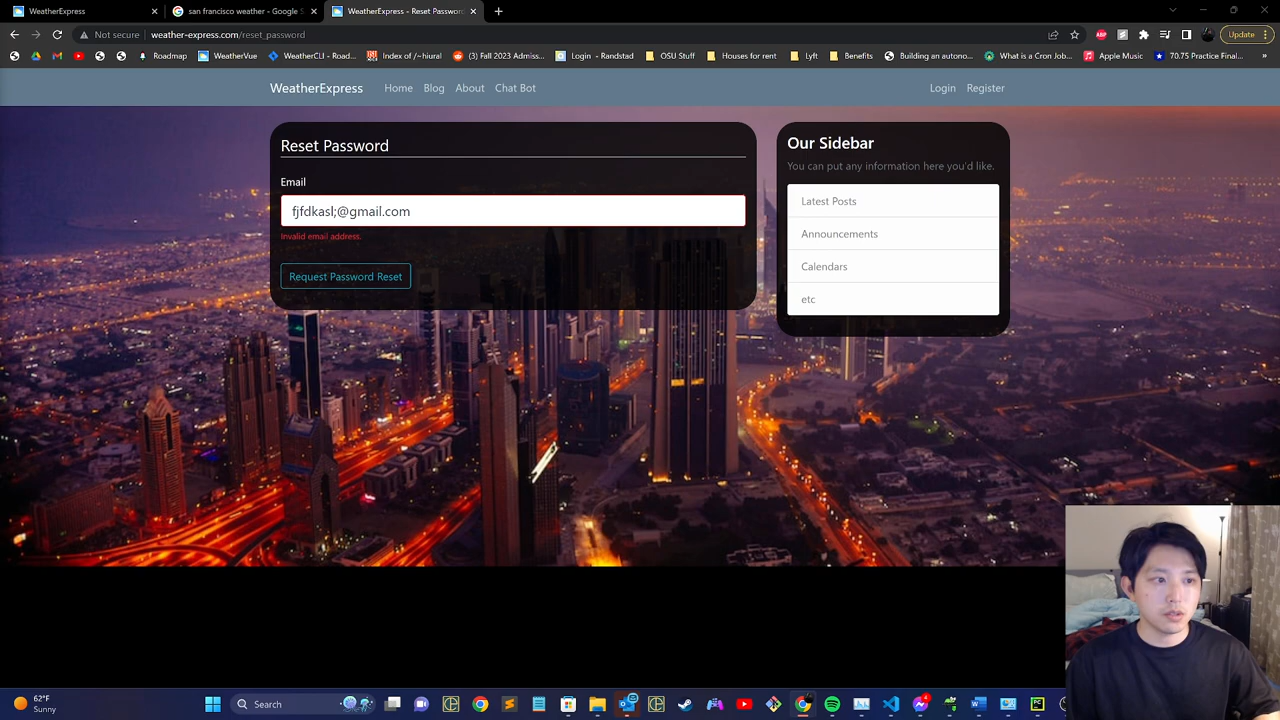 WeatherExpress
san francisco weather - Google S
WeatherExpress - Reset Password
Not secure
weather-express.com/reset_password
Update
Roadmap
WeatherVue
WeatherCLI - Road...
Index of /~hiural
(3) Fall 2023 Admiss...
Login - Randstad
OSU Stuff
Houses for rent
Lyft
Benefits
Building an autono...
What is a Cron Job...
Apple Music
70.75 Practice Final...
WeatherExpress
Home
Blog
About
Chat Bot
Login
Register
Reset Password
Email
fjfdkasl;@gmail.com
Invalid email address.
Request Password Reset
Our Sidebar
You can put any information here you'd like.
Latest Posts
Announcements
Calendars
etc
62°F
Sunny
Search
4